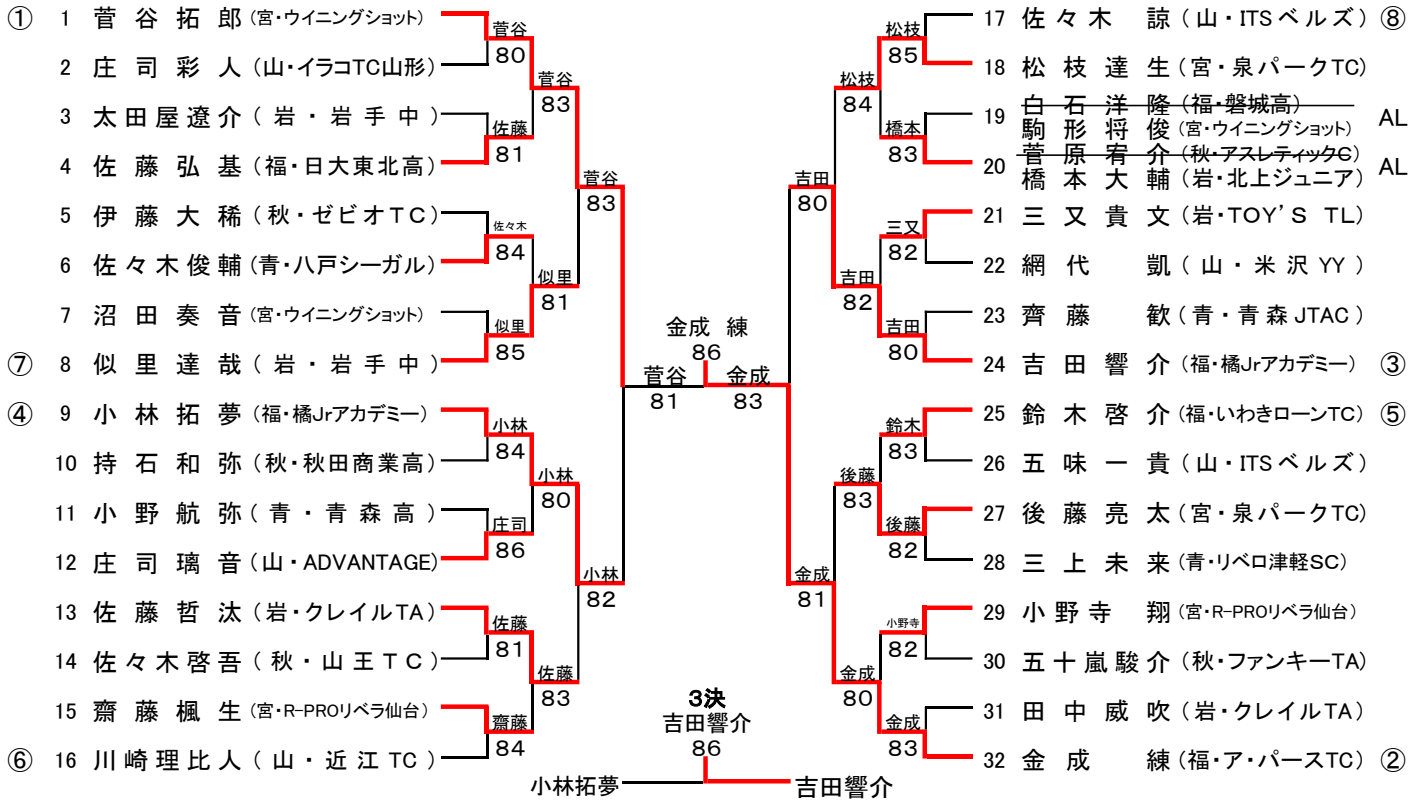 ① 1 菅谷拓郎 (宮・ウイニングショット)
2 庄司彩人 (山・イラコTC山形)
3 太田屋遼介 (岩・岩手中)
4 佐藤弘基 (福・日大東北高)
5 伊藤大稀 (秋・ゼビオTC)
6 佐々木俊輔 (青・八戸シーガル)
7 沼田奏音 (宮・ウイニングショット)
⑦ 8 似里達哉 (岩・岩手中)
④ 9 小林拓夢 (福・橘Jrアカデミー)
10 持石和弥 (秋・秋田商業高)
11 小野航弥 (青・青森高)
12 庄司璃音 (山・ADVANTAGE)
13 佐藤哲汰 (岩・クレイルTA)
14 佐々木啓吾 (秋・山王TC)
15 齋藤楓生 (宮・R-PROリベラ仙台)
⑥ 16 川崎理比人 (山・近江TC)
菅谷
80
佐藤
81
佐々木
84
似里
85
小林
84
庄司
86
佐藤
81
齋藤
84
菅谷
83
似里
81
小林
80
佐藤
83
菅谷
83
小林
82
菅谷
81
金成 練
86
金成
83
3決
吉田響介
86
小林拓夢
吉田響介
吉田
80
金成
81
松枝
84
吉田
82
後藤
83
金成
80
松枝
85
橋本
83
三又
82
吉田
80
鈴木
83
後藤
82
小野寺
82
金成
83
17 佐々木諒 (山・ITSベルズ) ⑧
18 松枝達生 (宮・泉パークTC)
白石洋隆 (福・磐城高)
19 駒形将俊 (宮・ウイニングショット) AL
菅原宥介 (秋・アスレティックC)
20 橋本大輔 (岩・北上ジュニア) AL
21 三又貴文 (岩・TOY'S TL)
22 網代凱 (山・米沢YY)
23 齊藤歓 (青・青森JTAC)
24 吉田響介 (福・橘Jrアカデミー) ③
25 鈴木啓介 (福・いわきローンTC) ⑤
26 五味一貴 (山・ITSベルズ)
27 後藤亮太 (宮・泉パークTC)
28 三上未来 (青・リベロ津軽SC)
29 小野寺翔 (宮・R-PROリベラ仙台)
30 五十嵐駿介 (秋・ファンキーTA)
31 田中威吹 (岩・クレイルTA)
32 金成練 (福・ア・パースTC) ②